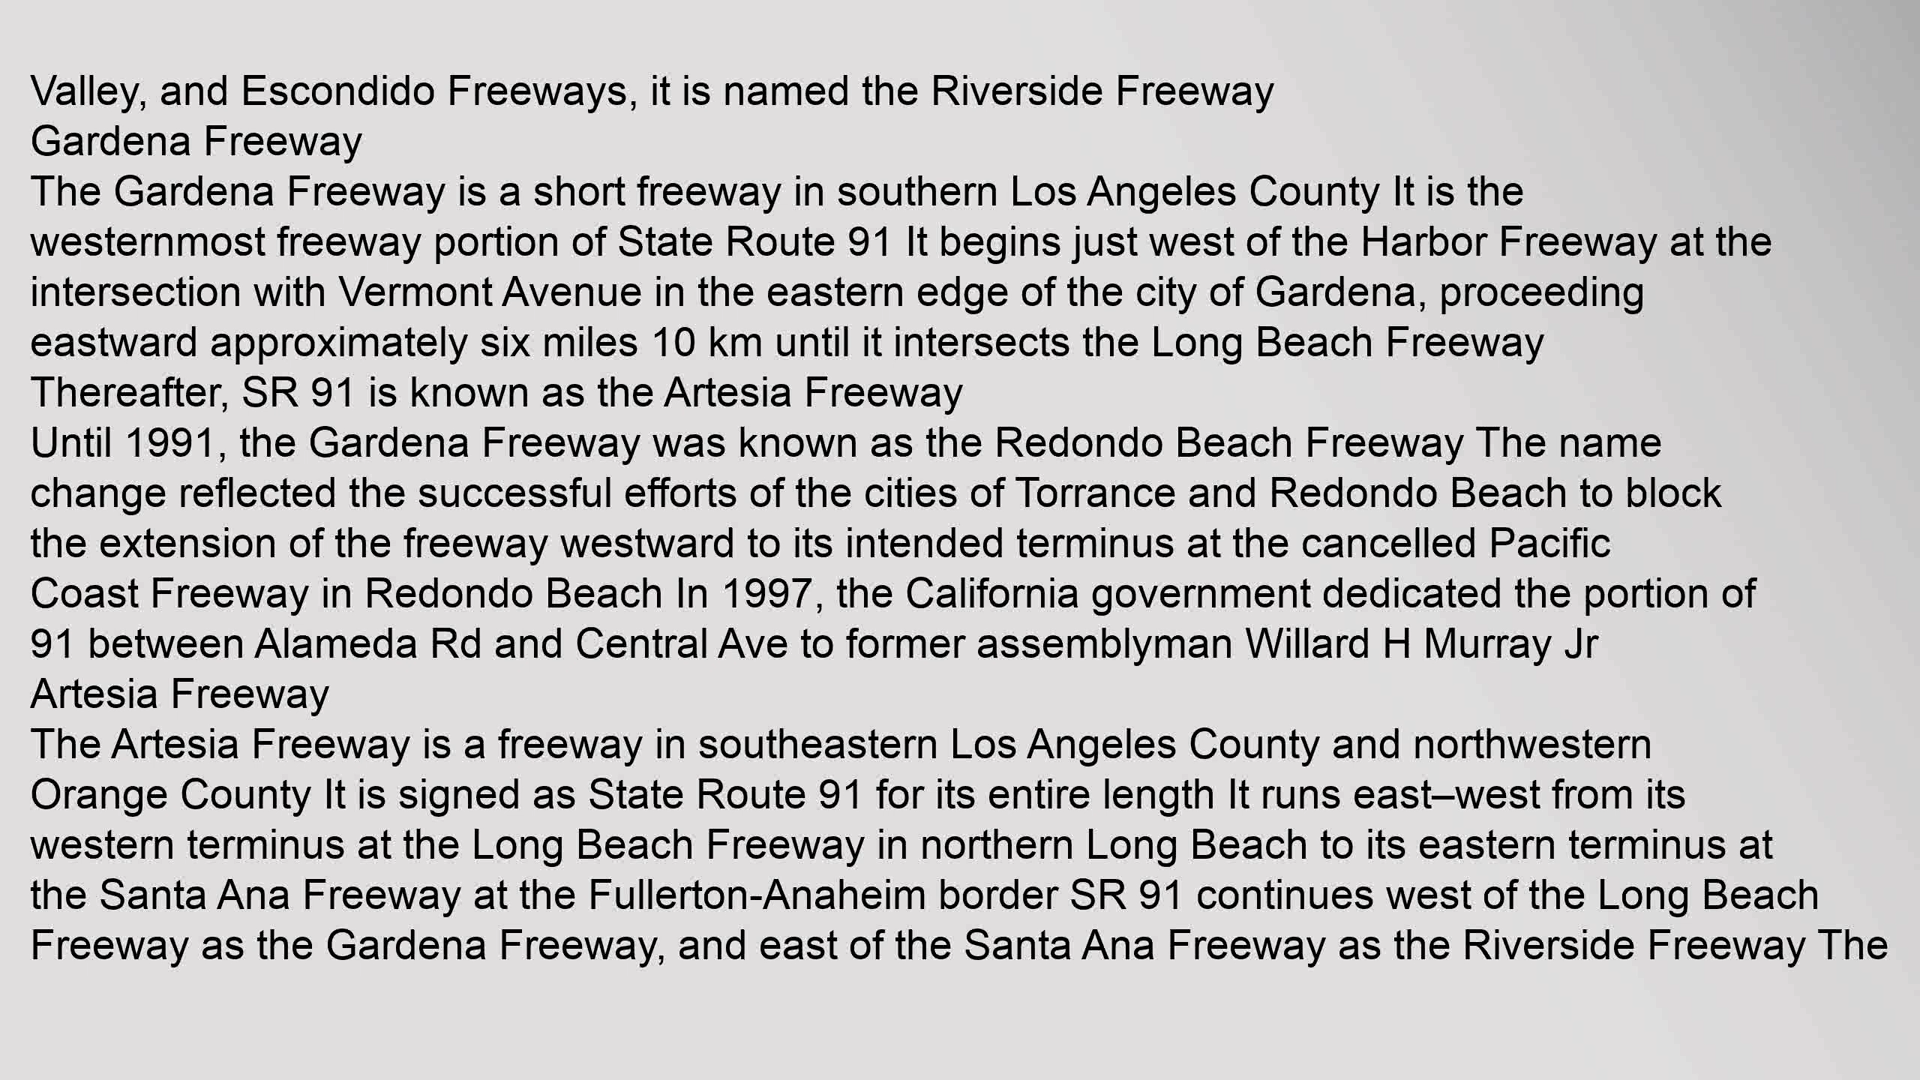 Valley, and Escondido Freeways, it is named the Riverside Freeway
Gardena Freeway
The Gardena Freeway is a short freeway in southern Los Angeles County It is the
westernmost freeway portion of State Route 91 It begins just west of the Harbor Freeway at the
intersection with Vermont Avenue in the eastern edge of the city of Gardena, proceeding
eastward approximately six miles 10 km until it intersects the Long Beach Freeway
Thereafter, SR 91 is known as the Artesia Freeway
Until 1991, the Gardena Freeway was known as the Redondo Beach Freeway The name
change reflected the successful efforts of the cities of Torrance and Redondo Beach to block
the extension of the freeway westward to its intended terminus at the cancelled Pacific
Coast Freeway in Redondo Beach In 1997, the California government dedicated the portion of
91 between Alameda Rd and Central Ave to former assemblyman Willard H Murray Jr
Artesia Freeway
The Artesia Freeway is a freeway in southeastern Los Angeles County and northwestern
Orange County It is signed as State Route 91 for its entire length It runs east–west from its
western terminus at the Long Beach Freeway in northern Long Beach to its eastern terminus at
the Santa Ana Freeway at the Fullerton-Anaheim border SR 91 continues west of the Long Beach
Freeway as the Gardena Freeway, and east of the Santa Ana Freeway as the Riverside Freeway The